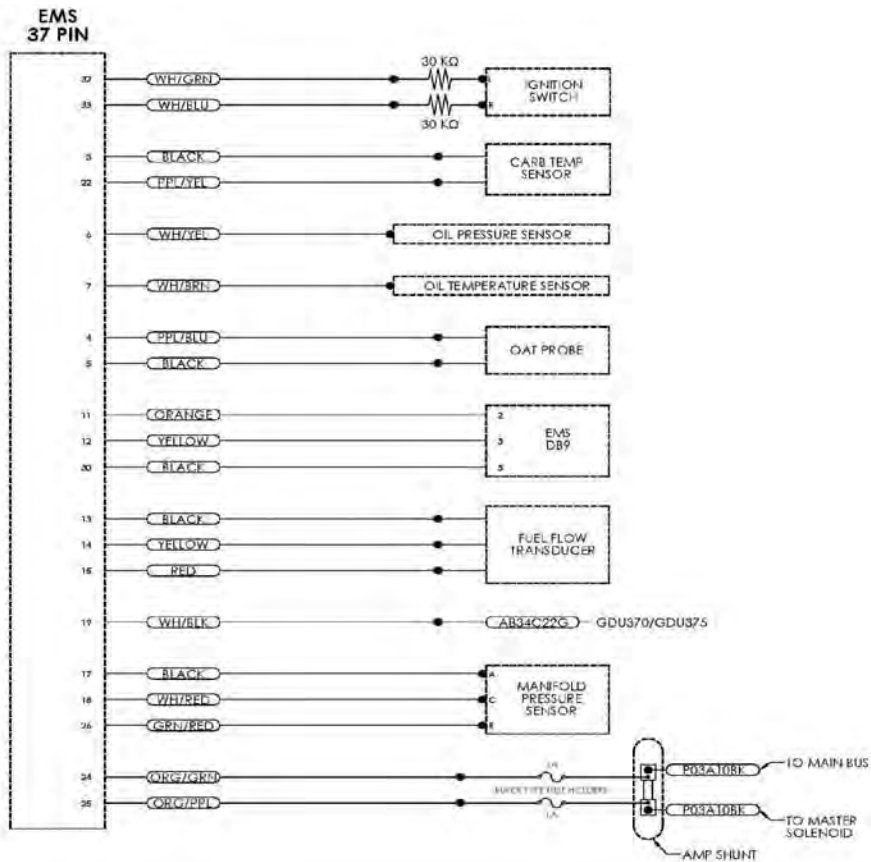 EMS
37 PIN
32 WH/GRN 30 KΩ L IGNITION
33 WH/BLU 30 KΩ R SWITCH
BLACK CARB TEMP
22 PPL/YEL SENSOR
6 WH/YEL OIL PRESSURE SENSOR
7 WH/BRN OIL TEMPERATURE SENSOR
4 PPL/BLU OAT PROBE
5 BLACK
11 ORANGE 2 EMS
12 YELLOW 3 DB9
30 BLACK 5
13 BLACK FUEL FLOW
14 YELLOW TRANSDUCER
15 RED
19 WH/BLK AB34C22G GDU370/GDU375
17 BLACK A MANIFOLD
18 WH/RED C PRESSURE
26 GRN/RED SENSOR
24 ORG/GRN P03A10BK TO MAIN BUS
25 ORG/PPL P03A10BK TO MASTER
SOLENOID
AMP SHUNT